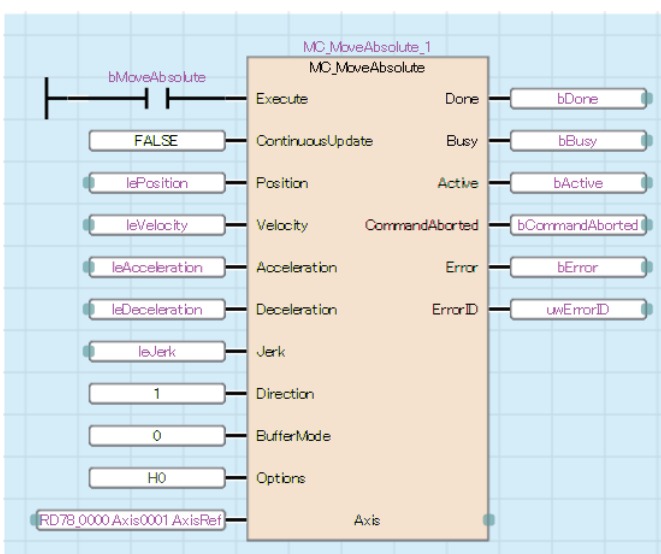 MC_MoveAbsolute_1
bMoveAbsolute
MC_MoveAbsolute
Execute Done bDone
FALSE ContinuousUpdate Busy bBusy
lePosition Position Active bActive
leVelocity Velocity CommandAborted bCommandAborted
leAcceleration Acceleration Error bError
leDeceleration Deceleration ErrorID uwErrorID
leJerk Jerk
1 Direction
0 BufferMode
H0 Options
RD78_0000.Axis0001.AxisRef Axis